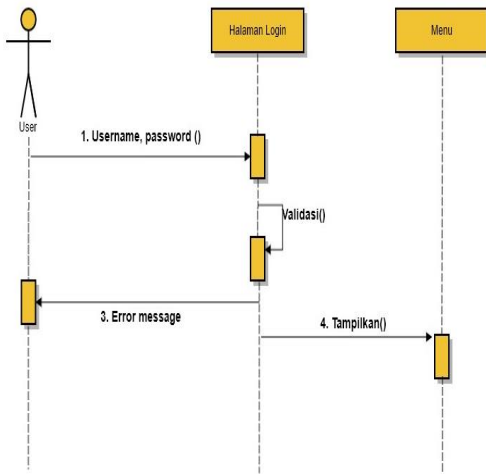 Halaman Login
Menu
User
1. Username, password ()
Validasi()
3. Error message
4. Tampilkan()